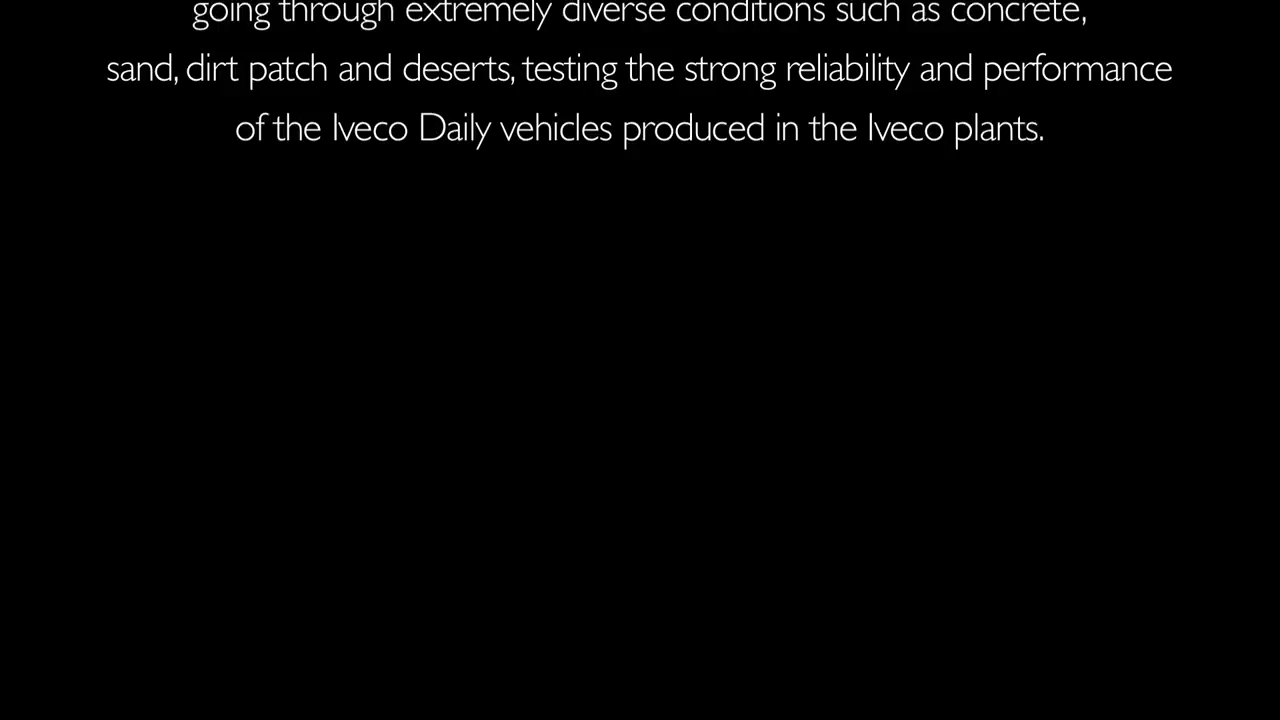 going through extremely diverse conditions such as concrete,
sand, dirt patch and deserts, testing the strong reliability and performance
of the Iveco Daily vehicles produced in the Iveco plants.